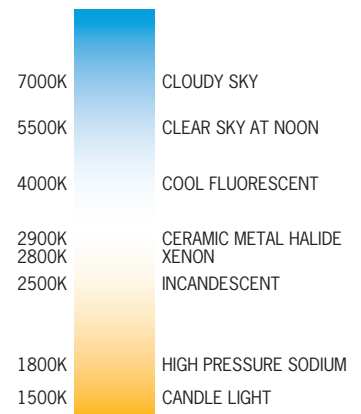 7000K CLOUDY SKY
5500K CLEAR SKY AT NOON
4000K COOL FLUORESCENT
2900K CERAMIC METAL HALIDE
2800K XENON
2500K INCANDESCENT
1800K HIGH PRESSURE SODIUM
1500K CANDLE LIGHT